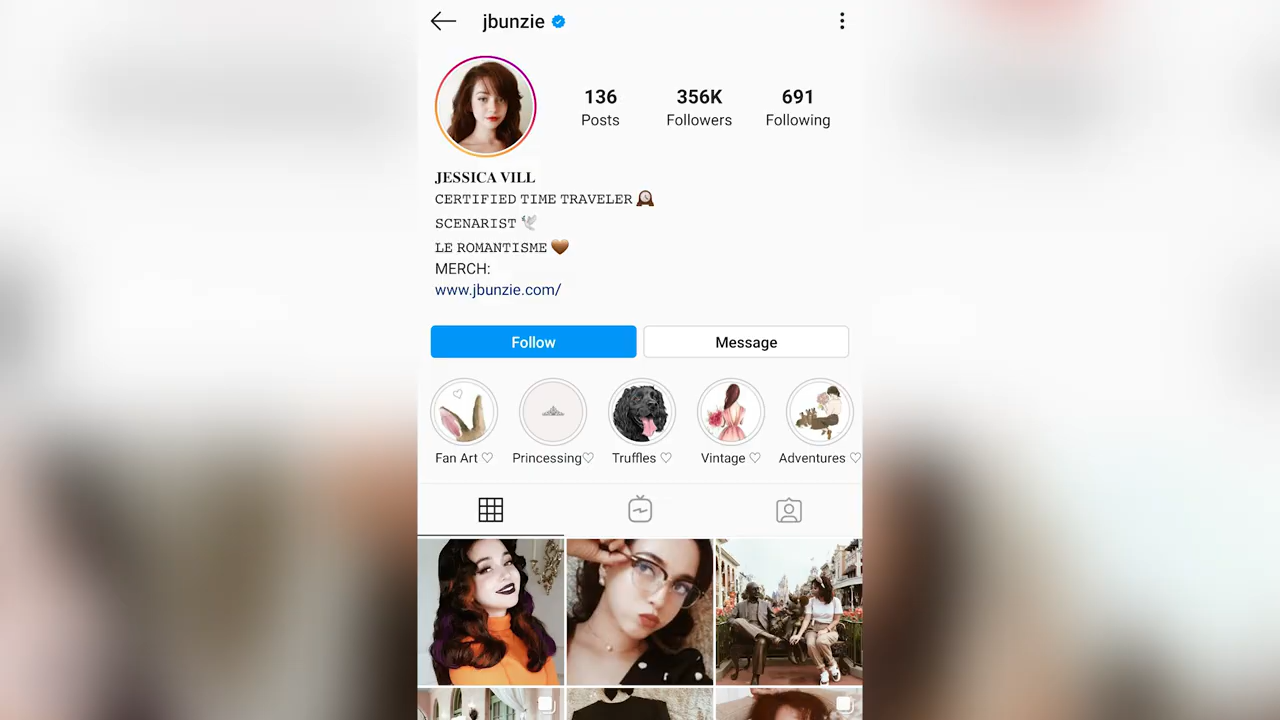 jbunzie
136 356K 691
Posts Followers Following
JESSICA VILL
CERTIFIED TIME TRAVELER 🕰
SCENARIST 🕊
LE ROMANTISME 🤎
MERCH:
www.jbunzie.com/
Follow Message
Fan Art ♡ Princessing♡ Truffles ♡ Vintage ♡ Adventures ♡